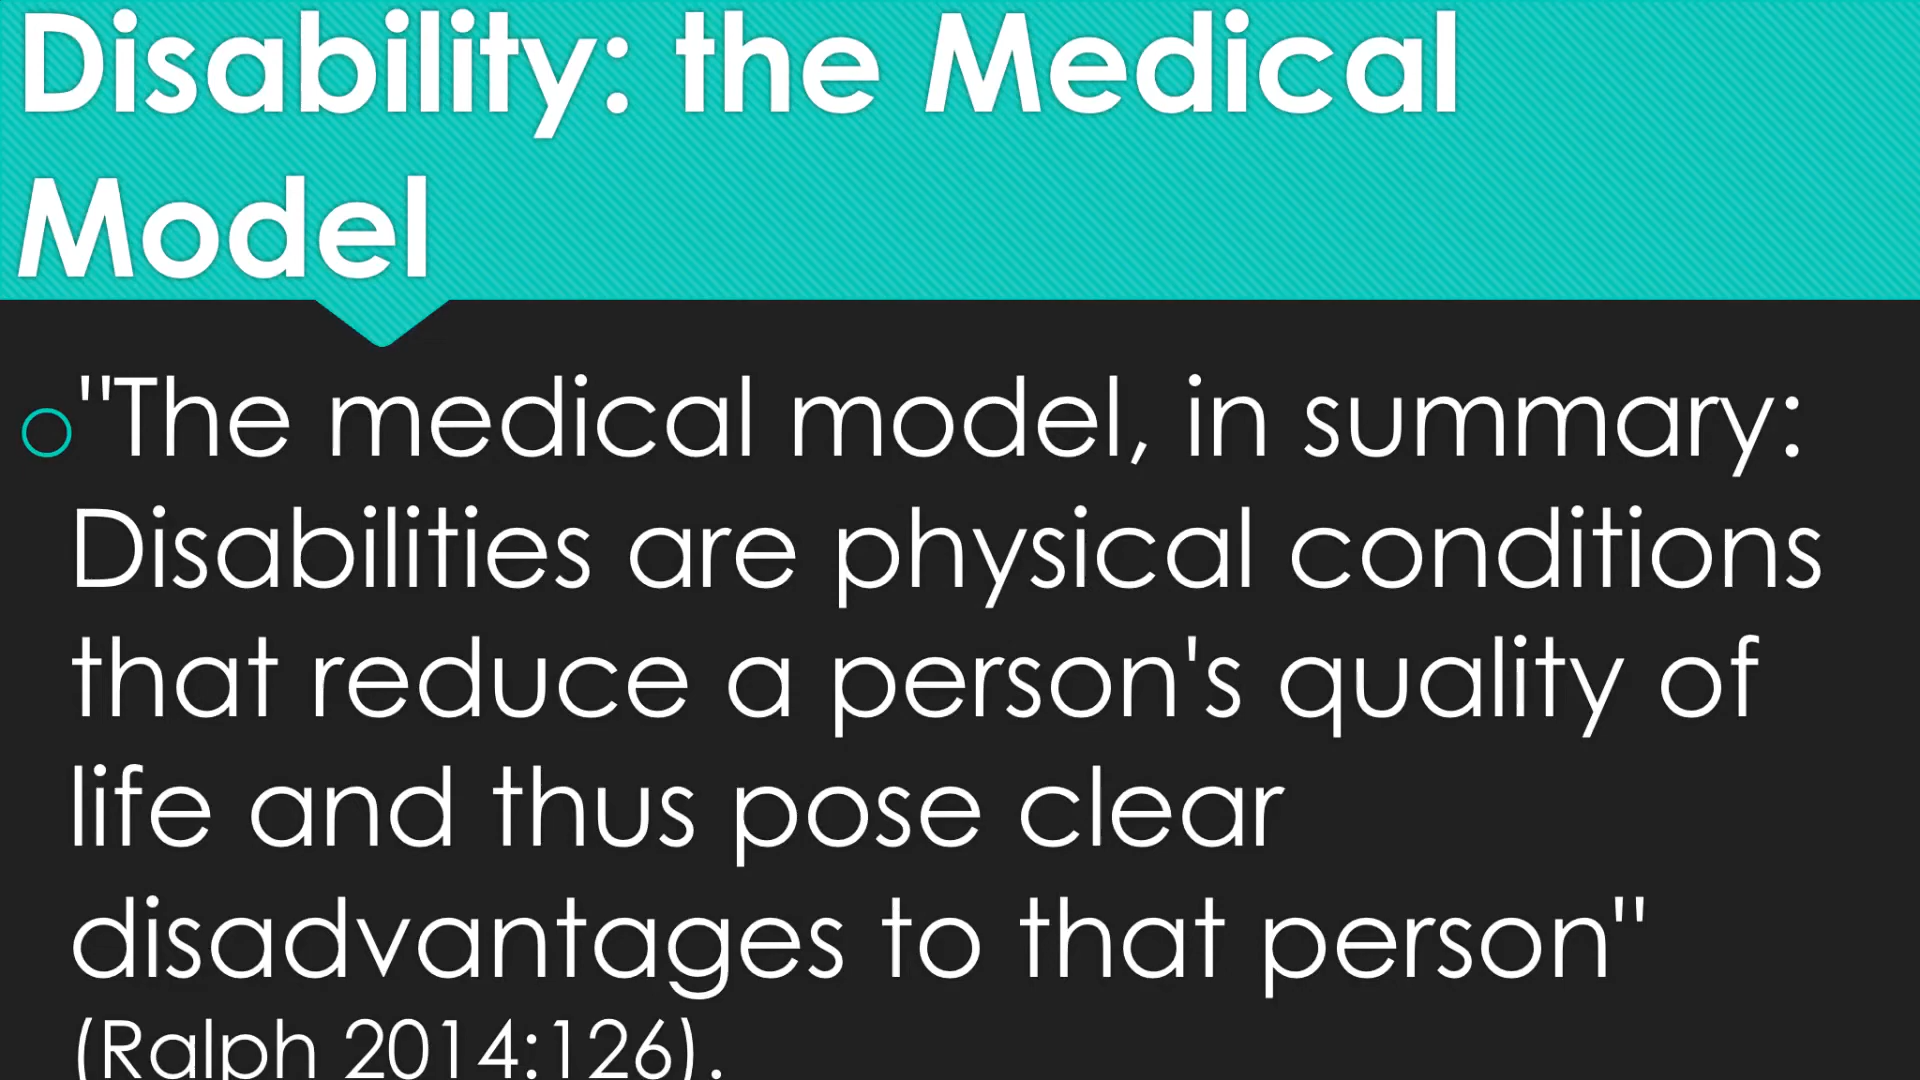 Disability: the Medical
Model
"The medical model, in summary:
Disabilities are physical conditions
that reduce a person's quality of
life and thus pose clear
disadvantages to that person"
(Ralph 2014:126).